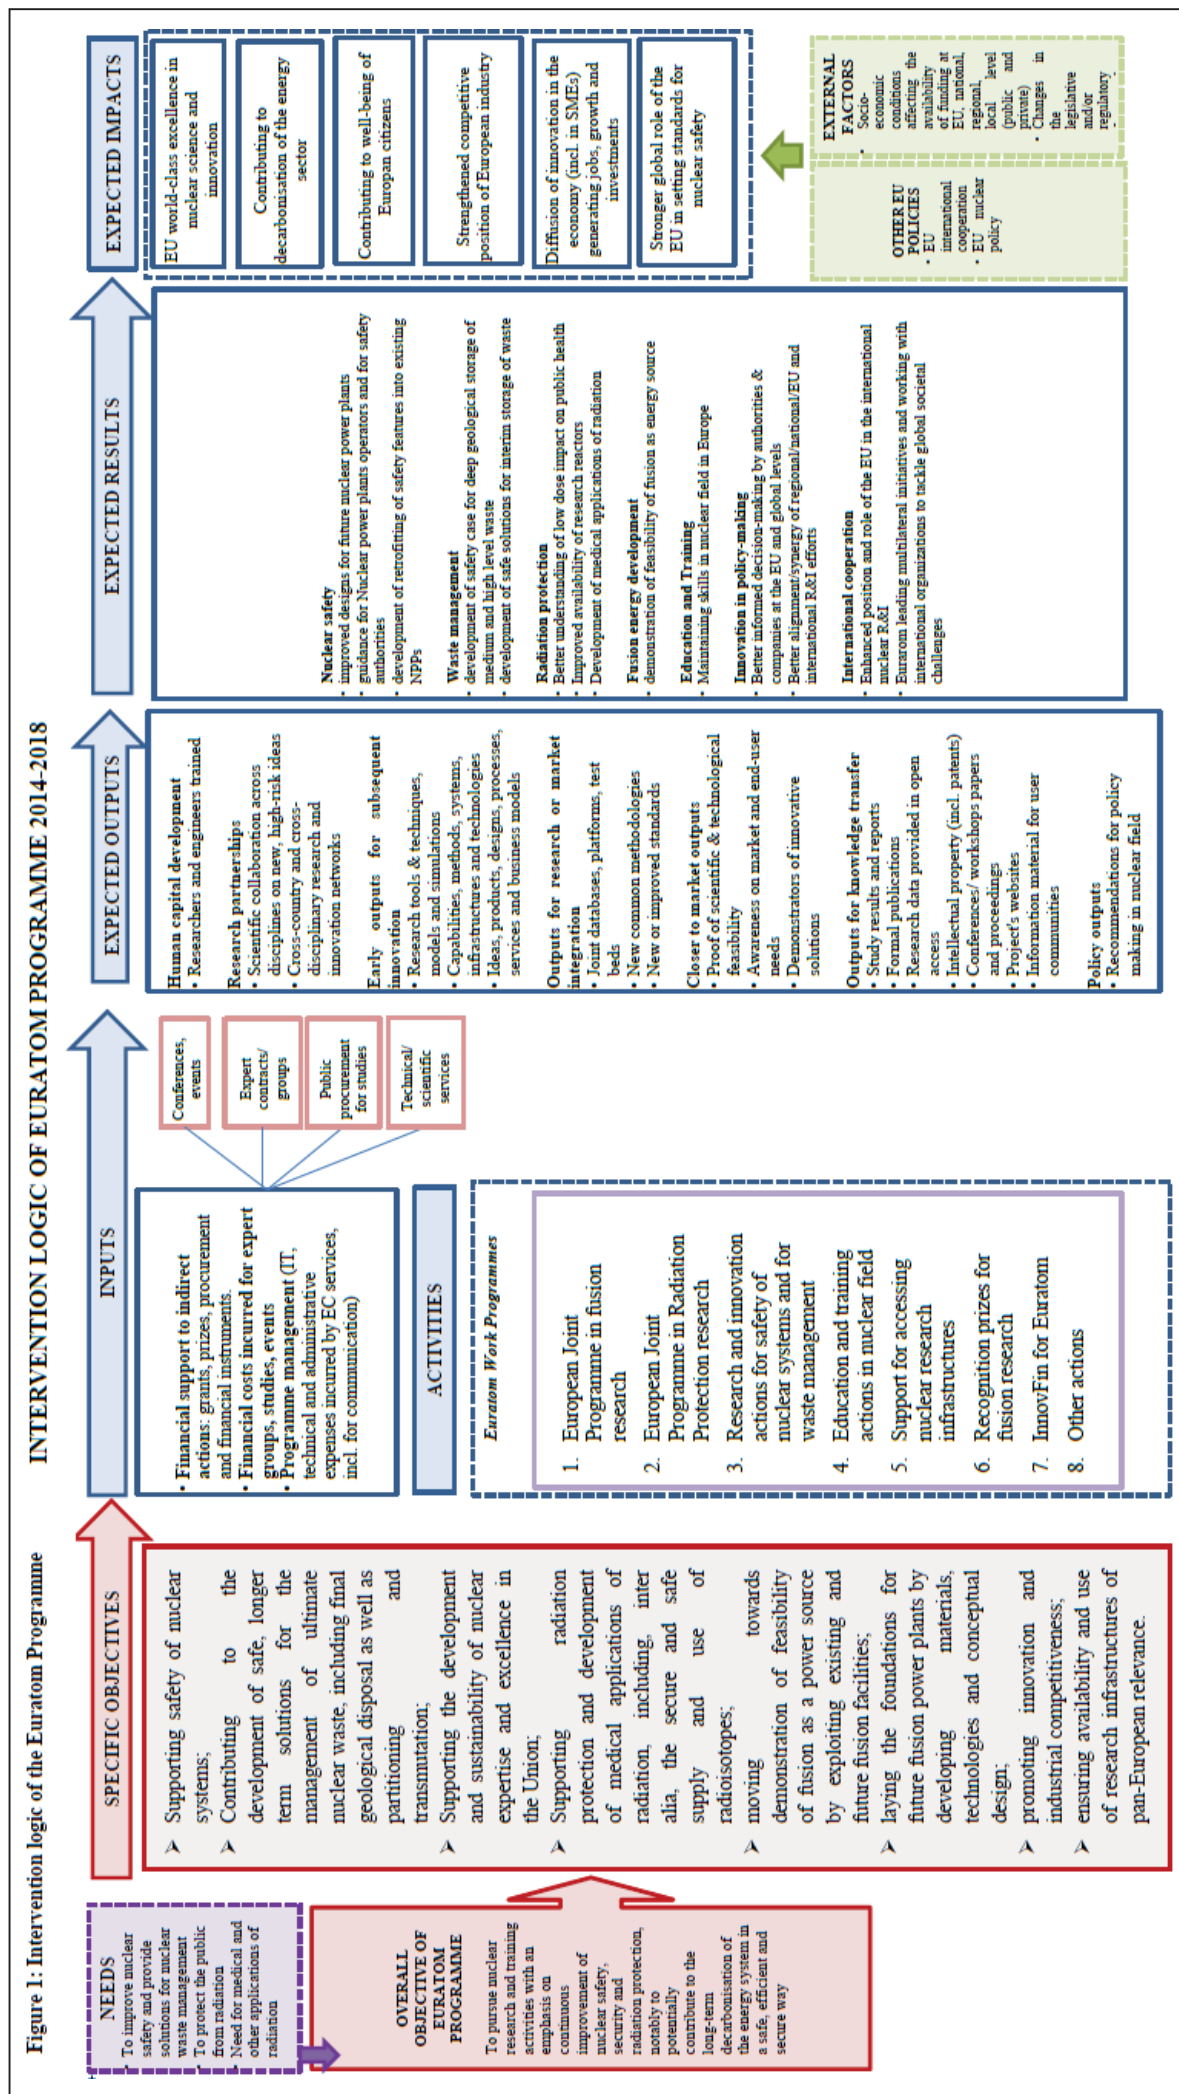 Figure 1: Intervention logic of the Euratom Programme
INTERVENTION LOGIC OF EURATOM PROGRAMME 2014-2018
NEEDS
• To improve nuclear
safety and provide
solutions for nuclear
waste management
• To protect the public
from radiation
• Need for medical and
other applications of
radiation
OVERALL
OBJECTIVE OF
EURATOM
PROGRAMME
To pursue nuclear
research and training
activities with an
emphasis on
continuous
improvement of
nuclear safety,
security and
radiation protection,
notably to
potentially
contribute to the
long-term
decarbonisation of
the energy system in
a safe, efficient and
secure way
SPECIFIC OBJECTIVES
➢ Supporting safety of nuclear
systems;
➢ Contributing to the
development of safe, longer
term solutions for the
management of ultimate
nuclear waste, including final
geological disposal as well as
partitioning and
transmutation;
➢ Supporting the development
and sustainability of nuclear
expertise and excellence in
the Union;
➢ Supporting radiation
protection and development
of medical applications of
radiation, including, inter
alia, the secure and safe
supply and use of
radioisotopes;
➢ moving towards
demonstration of feasibility
of fusion as a power source
by exploiting existing and
future fusion facilities;
➢ laying the foundations for
future fusion power plants by
developing materials,
technologies and conceptual
design;
➢ promoting innovation and
industrial competitiveness;
➢ ensuring availability and use
of research infrastructures of
pan-European relevance.
INPUTS
• Financial support to indirect
actions: grants, prizes, procurement
and financial instruments.
• Financial costs incurred for expert
groups, studies, events
• Programme management (IT,
technical and administrative
expenses incurred by EC services,
incl. for communication)
Conferences,
events
Expert
contracts/
groups
Public
procurement
for studies
Technical/
scientific
services
ACTIVITIES
Euratom Work Programmes
1. European Joint
Programme in fusion
research
2. European Joint
Programme in Radiation
Protection research
3. Research and innovation
actions for safety of
nuclear systems and for
waste management
4. Education and training
actions in nuclear field
5. Support for accessing
nuclear research
infrastructures
6. Recognition prizes for
fusion research
7. InnovFin for Euratom
8. Other actions
EXPECTED OUTPUTS
Human capital development
• Researchers and engineers trained
Research partnerships
• Scientific collaboration across
disciplines on new, high-risk ideas
• Cross-country and cross-
disciplinary research and
innovation networks
Early outputs for subsequent
innovation
• Research tools & techniques,
models and simulations
• Capabilities, methods, systems,
infrastructures and technologies
• Ideas, products, designs, processes,
services and business models
Outputs for research or market
integration
• Joint databases, platforms, test
beds
• New common methodologies
• New or improved standards
Closer to market outputs
• Proof of scientific & technological
feasibility
• Awareness on market and end-user
needs
• Demonstrators of innovative
solutions
Outputs for knowledge transfer
• Study results and reports
• Formal publications
• Research data provided in open
access
• Intellectual property (incl. patents)
• Conferences/ workshops papers
and proceedings
• Project's websites
• Information material for user
communities
Policy outputs
• Recommendations for policy
making in nuclear field
EXPECTED RESULTS
Nuclear safety
• improved designs for future nuclear power plants
• guidance for Nuclear power plants operators and for safety
authorities
• development of retrofitting of safety features into existing
NPPs
Waste management
• development of safety case for deep geological storage of
medium and high level waste
• development of safe solutions for interim storage of waste
Radiation protection
• Better understanding of low dose impact on public health
• Improved availability of research reactors
• Development of medical applications of radiation
Fusion energy development
• demonstration of feasibility of fusion as energy source
Education and Training
• Maintaining skills in nuclear field in Europe
Innovation in policy-making
• Better informed decision-making by authorities &
companies at the EU and global levels
• Better alignment/synergy of regional/national/EU and
international R&I efforts
International cooperation
• Enhanced position and role of the EU in the international
nuclear R&I
• Eurarom leading multilateral initiatives and working with
international organizations to tackle global societal
challenges
EXPECTED IMPACTS
EU world-class excellence in
nuclear science and
innovation
Contributing to
decarbonisation of the energy
sector
Contributing to well-being of
European citizens
Strengthened competitive
position of European industry
Diffusion of innovation in the
economy (incl. in SMEs)
generating jobs, growth and
investments
Stronger global role of the
EU in setting standards for
nuclear safety
OTHER EU
POLICIES
• EU
international
cooperation
• EU nuclear
policy
EXTERNAL
FACTORS
• Socio-
economic
conditions
affecting the
availability
of funding at
EU, national,
regional,
local level
(public and
private)
• Changes in
the
legislative
and/or
regulatory